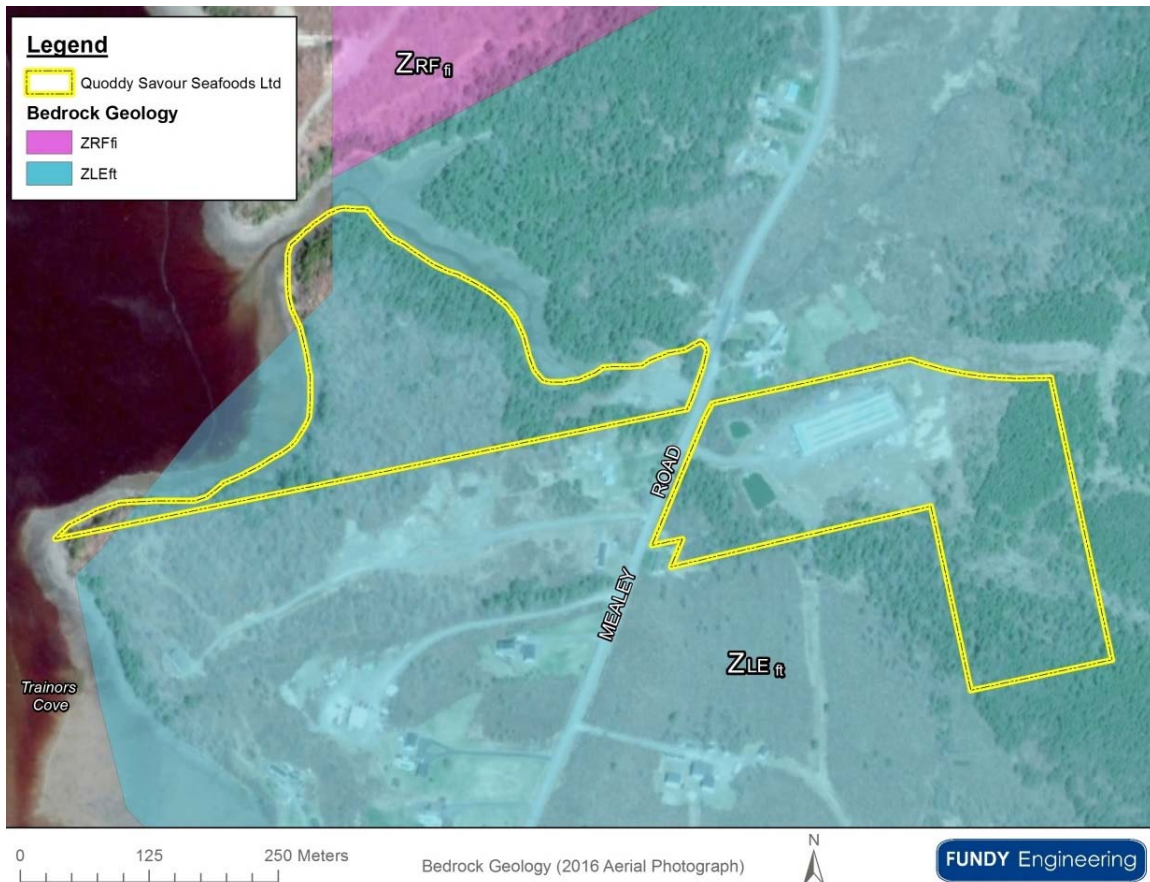 Legend
Quoddy Savour Seafoods Ltd
Bedrock Geology
ZRFfi
ZLEft
ZRF fi
ROAD
MEALEY
ZLE ft
Trainors
Cove
0 125 250 Meters
Bedrock Geology (2016 Aerial Photograph)
N
FUNDY Engineering